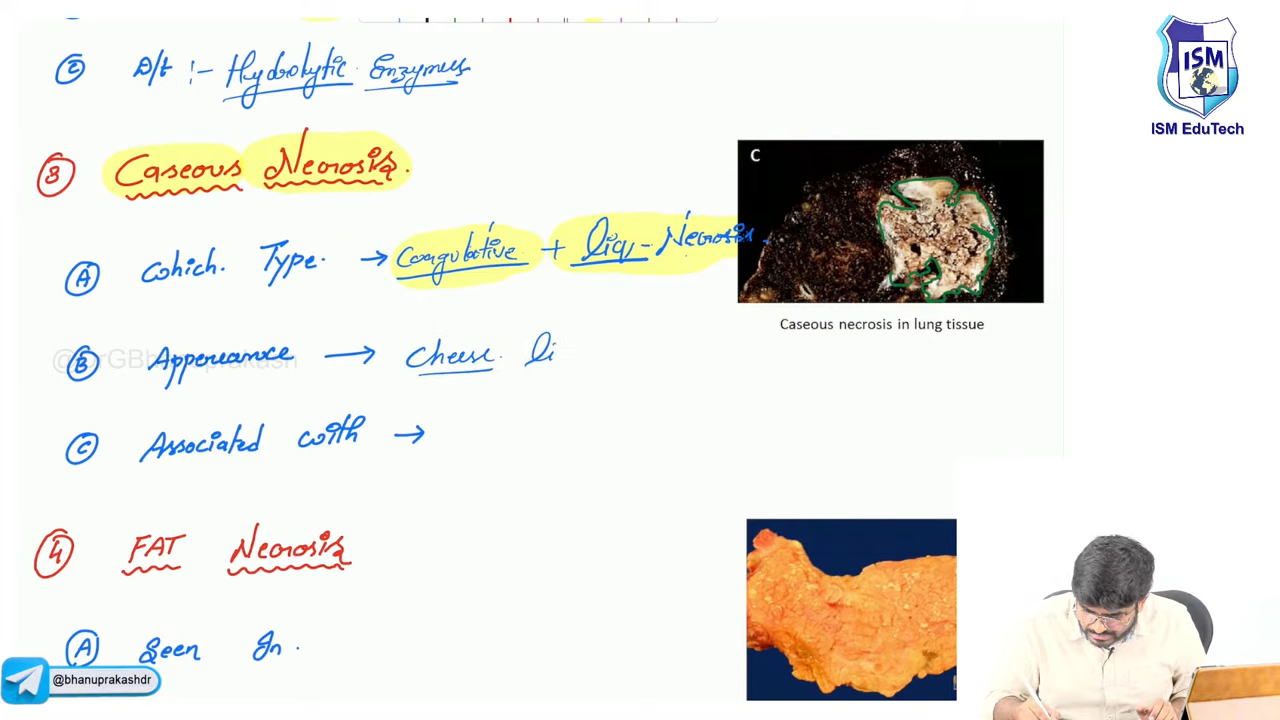 ② D/t :- Hydrolytic Enzymes
ISM
ISM EduTech
③ Caseous Necrosis.
C
Ⓐ Which Type. → Coagulative + liq- Necrosis.
Caseous necrosis in lung tissue
Ⓑ Appereance → Cheese li
Ⓒ Associated with →
④ FAT Necrosis
Ⓐ Seen In.
@bhanuprakashdr